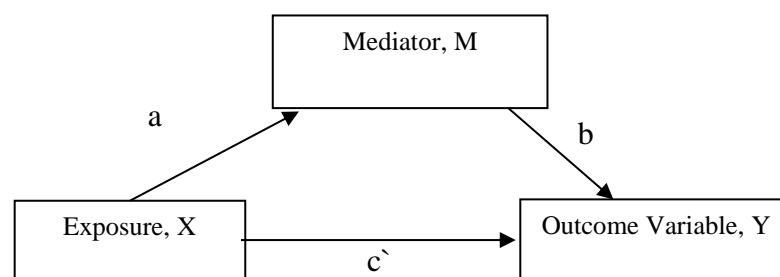 Mediator, M
a
b
Exposure, X
Outcome Variable, Y
c`